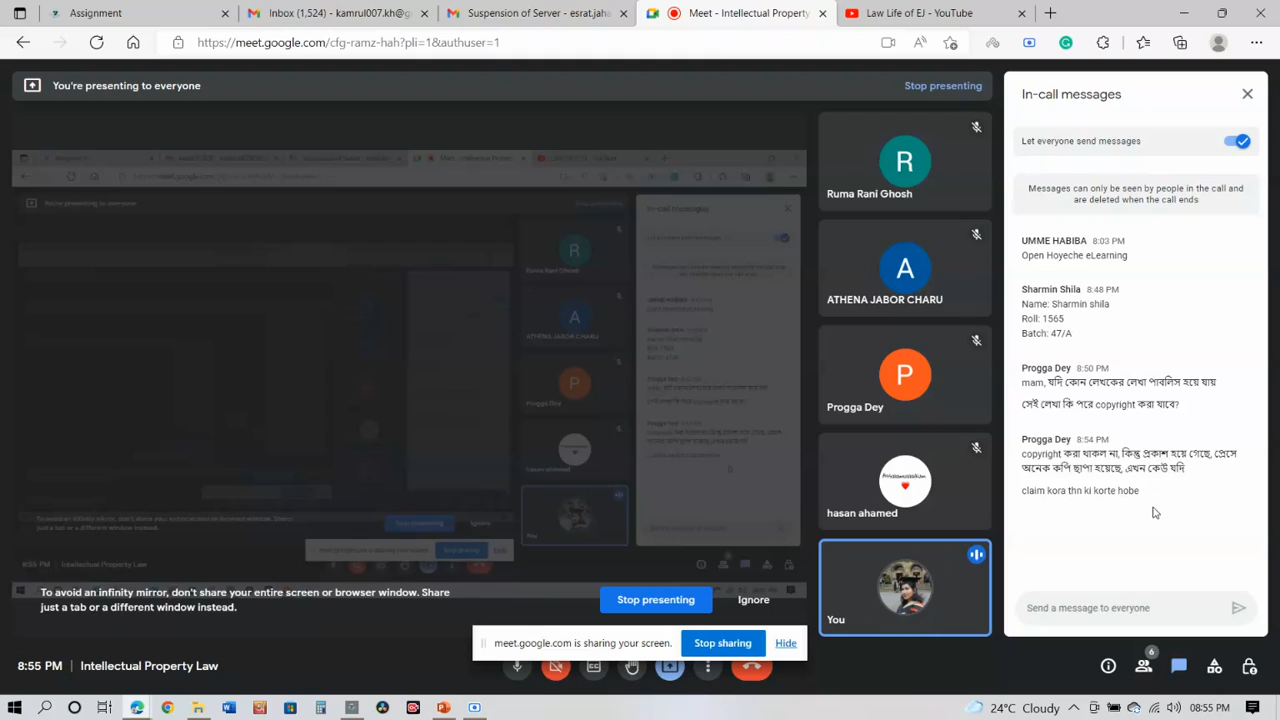 Assignment
Inbox (1,524) - kamrul007.kh@g
Suspension of Server - esrat.jaha
Meet - Intellectual Property
Law Life of EJ - YouTube
https://meet.google.com/cfg-ramz-hah?pli=1&authuser=1
You're presenting to everyone
Stop presenting
Ruma Rani Ghosh
ATHENA JABOR CHARU
Progga Dey
hasan ahamed
You
To avoid an infinity mirror, don't share your entire screen or browser window. Share
just a tab or a different window instead.
Stop presenting
Ignore
meet.google.com is sharing your screen.
Stop sharing
Hide
In-call messages
Let everyone send messages
Messages can only be seen by people in the call and
are deleted when the call ends
UMME HABIBA 8:03 PM
Open Hoyeche eLearning
Sharmin Shila 8:48 PM
Name: Sharmin shila
Roll: 1565
Batch: 47/A
Progga Dey 8:50 PM
mam, যদি কোন লেখকের লেখা পাবলিস হয়ে যায়
সেই লেখা কি পরে copyright করা যাবে?
Progga Dey 8:54 PM
copyright করা থাকল না, কিন্তু প্রকাশ হয়ে গেছে, প্রেসে
অনেক কপি ছাপা হয়েছে, এখন কেউ যদি
claim kora thn ki korte hobe
Send a message to everyone
8:55 PM | Intellectual Property Law
6
24°C Cloudy
08:55 PM